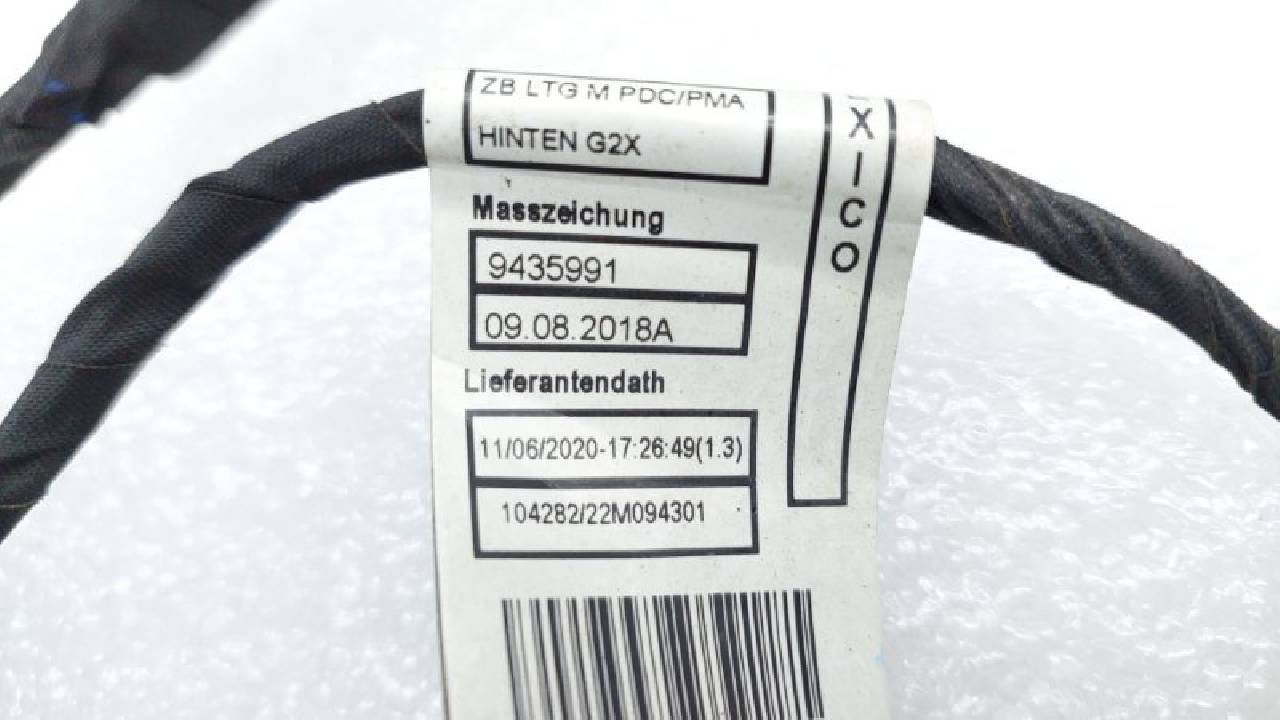 ZB LTG M PDC/PMA
HINTEN G2X
Masszeichung
9435991
09.08.2018A
Lieferantendath
11/06/2020-17:26:49(1.3)
104282/22M094301
X
I
C
O